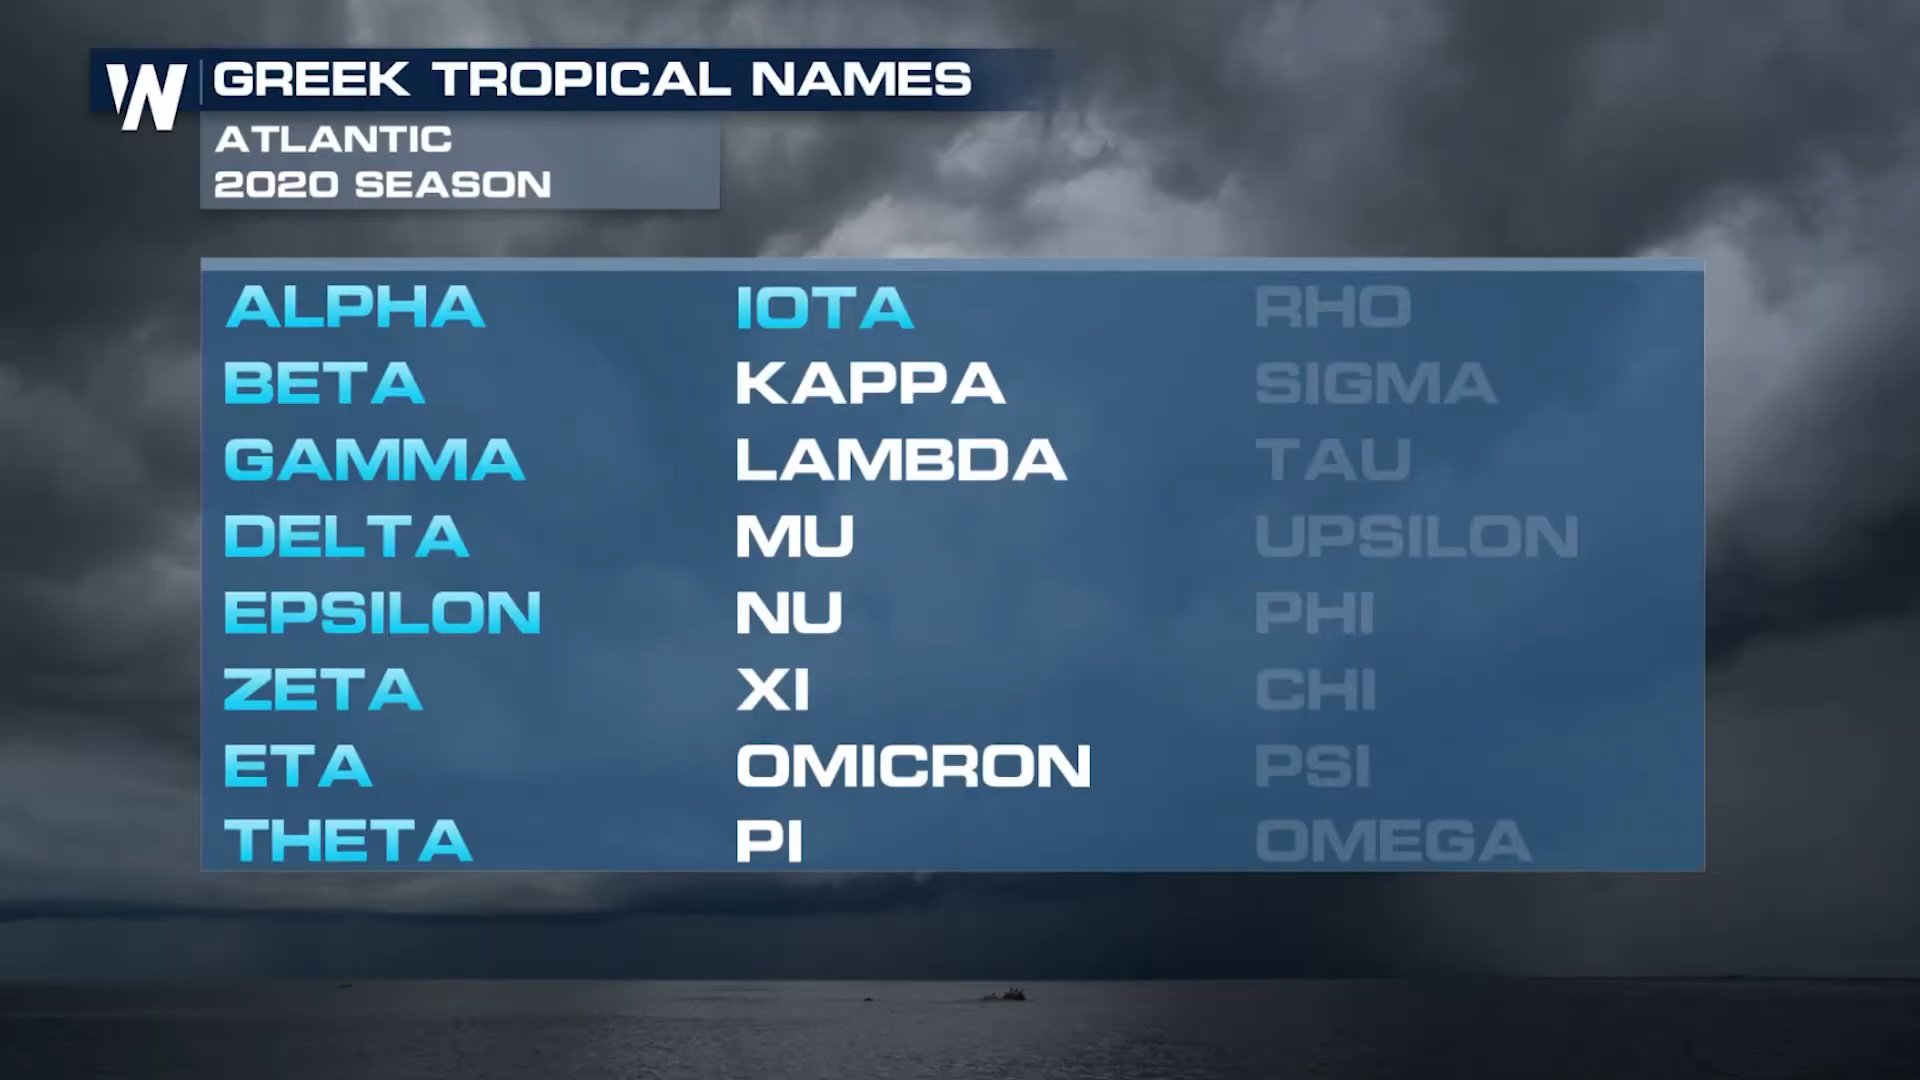 W GREEK TROPICAL NAMES
ATLANTIC
2020 SEASON
ALPHA
BETA
GAMMA
DELTA
EPSILON
ZETA
ETA
THETA
IOTA
KAPPA
LAMBDA
MU
NU
XI
OMICRON
PI
RHO
SIGMA
TAU
UPSILON
PHI
CHI
PSI
OMEGA